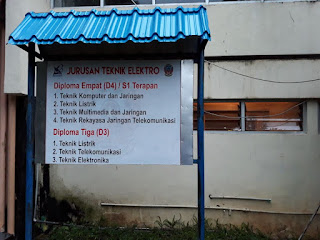 JURUSAN TEKNIK ELEKTRO
Diploma Empat (D4) / S1 Terapan
1. Teknik Komputer dan Jaringan
2. Teknik Listrik
3. Teknik Multimedia dan Jaringan
4. Teknik Rekayasa Jaringan Telekomunikasi
Diploma Tiga (D3)
1. Teknik Listrik
2. Teknik Telekomunikasi
3. Teknik Elektronika